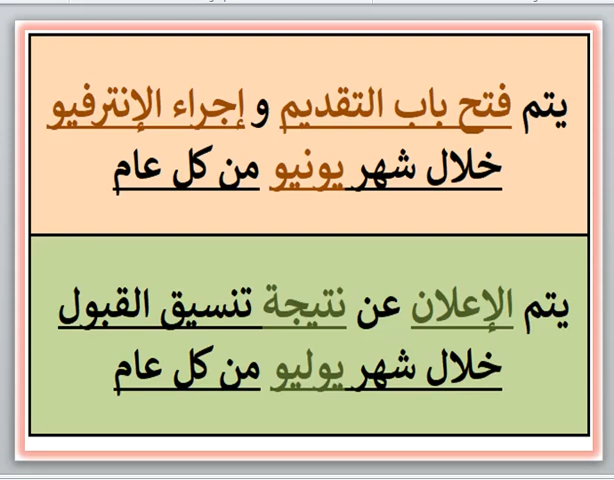 يتم فتح باب التقديم و إجراء الإنترفيو
خلال شهر يونيو من كل عام
يتم الإعلان عن نتيجة تنسيق القبول
خلال شهر يوليو من كل عام